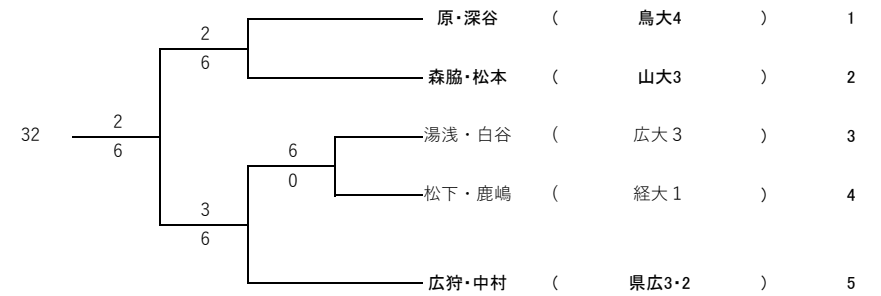 原・深谷 ( 鳥大4 ) 1
2
6
森脇・松本 ( 山大3 ) 2
32
2
6
湯浅・白谷 ( 広大３ ) 3
6
0
松下・鹿嶋 ( 経大１ ) 4
3
6
広狩・中村 ( 県広3・2 ) 5